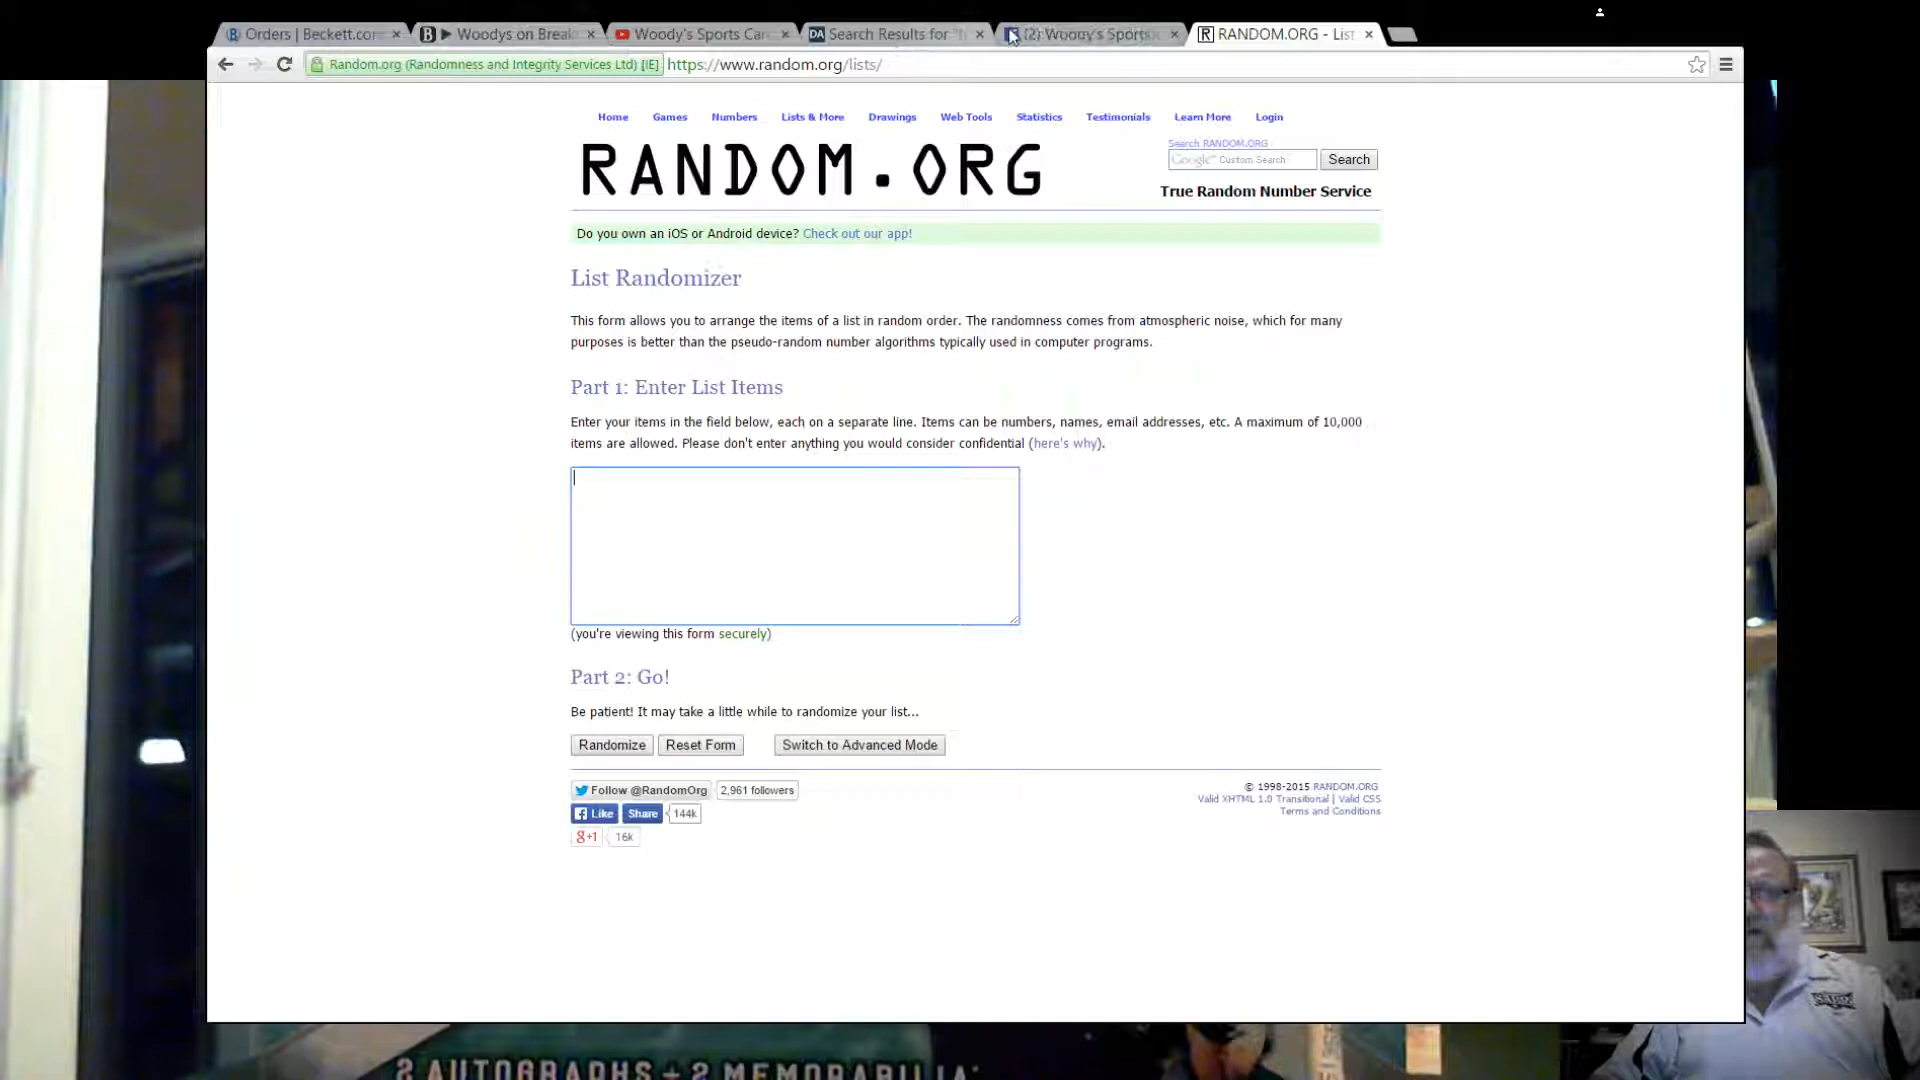 Orders | Beckett.com
Woodys on Break
Woody's Sports Car
Search Results for "
(2) Woody's Sports
RANDOM.ORG - List
Random.org (Randomness and Integrity Services Ltd) [IE]
https://www.random.org/lists/
Home Games Numbers Lists & More Drawings Web Tools Statistics Testimonials Learn More Login
RANDOM.ORG
Search RANDOM.ORG
Google™ Custom Search
Search
True Random Number Service
Do you own an iOS or Android device? Check out our app!
List Randomizer
This form allows you to arrange the items of a list in random order. The randomness comes from atmospheric noise, which for many
purposes is better than the pseudo-random number algorithms typically used in computer programs.
Part 1: Enter List Items
Enter your items in the field below, each on a separate line. Items can be numbers, names, email addresses, etc. A maximum of 10,000
items are allowed. Please don't enter anything you would consider confidential (here's why).
(you're viewing this form securely)
Part 2: Go!
Be patient! It may take a little while to randomize your list...
Randomize Reset Form Switch to Advanced Mode
Follow @RandomOrg 2,961 followers
Like Share 144k
g+1 16k
© 1998-2015 RANDOM.ORG
Valid XHTML 1.0 Transitional | Valid CSS
Terms and Conditions
2 AUTOGRAPHS + 2 MEMORABILIA